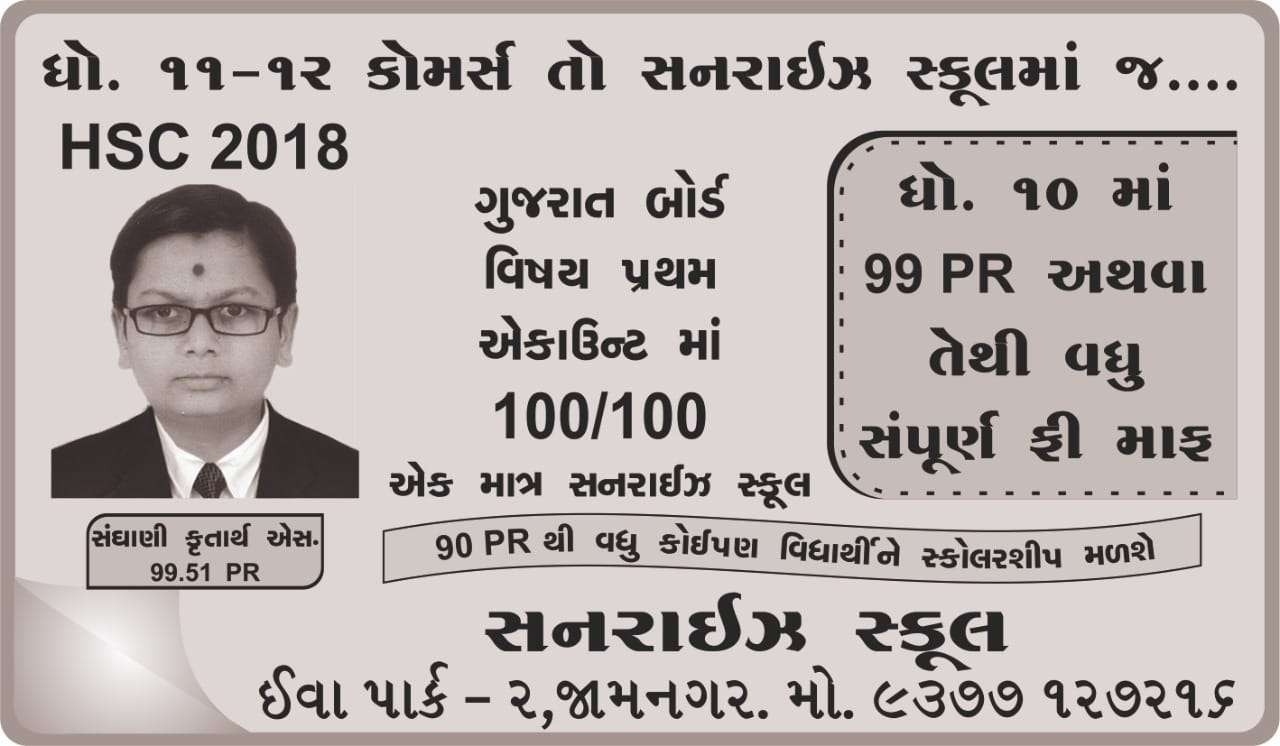 ધો. ૧૧-૧ર કોમર્સ તો સનરાઇઝ સ્કૂલમાં જ....
HSC 2018
ગુજરાત બોર્ડ
વિષય પ્રથમ
એકાઉન્ટ માં
100/100
એક માત્ર સનરાઈઝ સ્કૂલ
ધો. ૧૦ માં
99 PR અથવા
તેથી વધુ
સંપૂર્ણ ફી માફ
સંઘાણી કૃતાર્થ એસ.
99.51 PR
90 PR થી વધુ કોઈપણ વિધાર્થીને સ્કોલરશીપ મળશે
સનરાઈઝ સ્કૂલ
ઈવા પાર્ક – ૨,જામનગર. મો. ૯૩૭૭ ૧૨૭૨૧૬